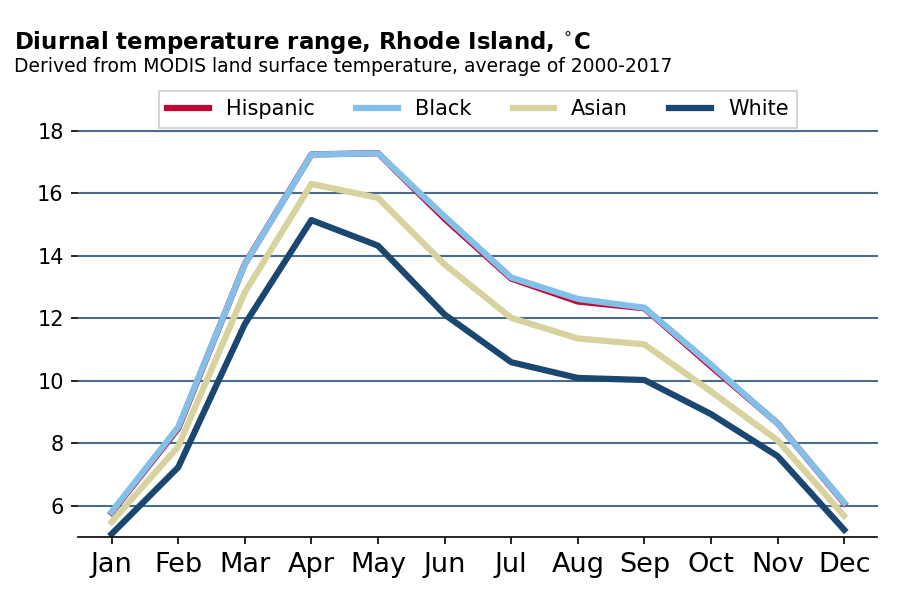 Diurnal temperature range, Rhode Island, °C
Derived from MODIS land surface temperature, average of 2000-2017
Hispanic Black Asian White
18
16
14
12
10
8
6
Jan Feb Mar Apr May Jun Jul Aug Sep Oct Nov Dec